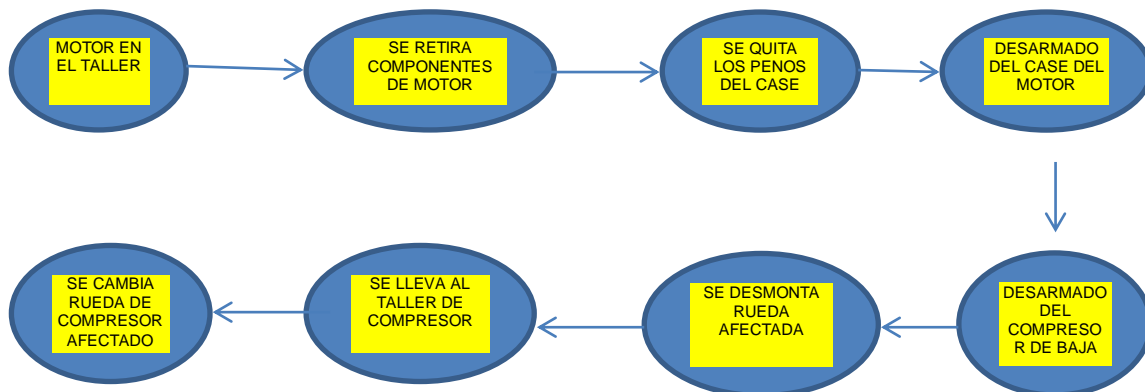 MOTOR EN
EL TALLER
SE RETIRA
COMPONENTES
DE MOTOR
SE QUITA
LOS PENOS
DEL CASE
DESARMADO
DEL CASE DEL
MOTOR
SE CAMBIA
RUEDA DE
COMPRESOR
AFECTADO
SE LLEVA AL
TALLER DE
COMPRESOR
SE DESMONTA
RUEDA
AFECTADA
DESARMADO
DEL
COMPRESO
R DE BAJA